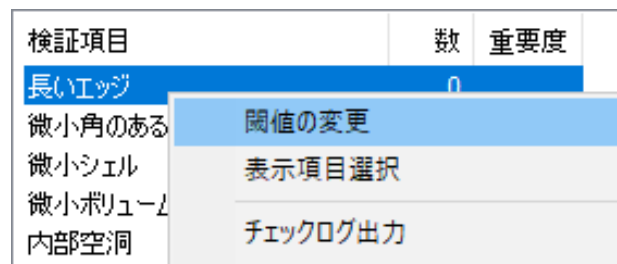 検証項目 数 重要度
長いエッジ 0
微小角のある
閾値の変更
微小シェル
表示項目選択
微小ボリューム
チェックログ出力
内部空洞